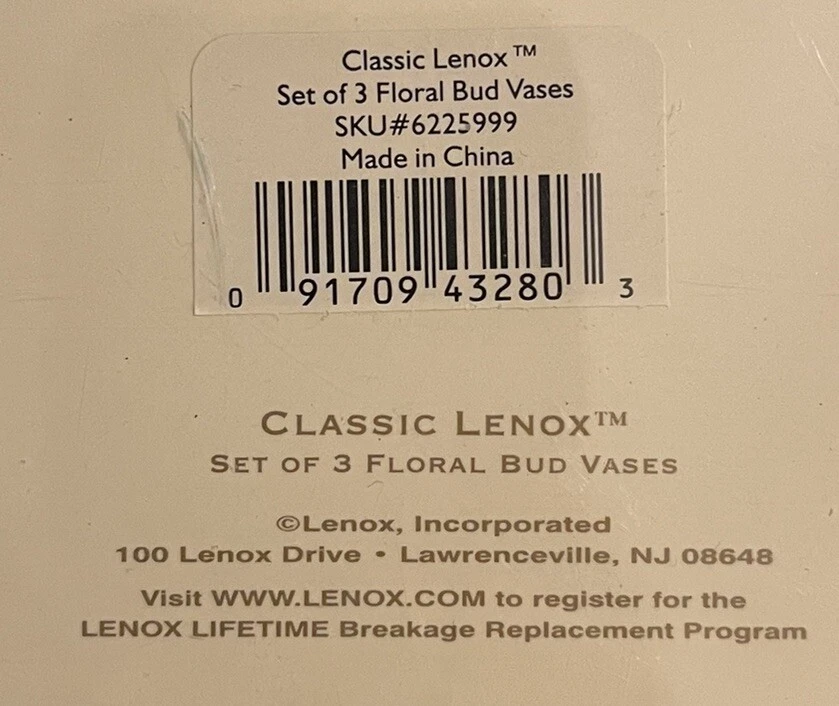 Classic Lenox™
Set of 3 Floral Bud Vases
SKU#6225999
Made in China
0 91709 43280 3
CLASSIC LENOX™
SET OF 3 FLORAL BUD VASES
©Lenox, Incorporated
100 Lenox Drive • Lawrenceville, NJ 08648
Visit WWW.LENOX.COM to register for the
LENOX LIFETIME Breakage Replacement Program